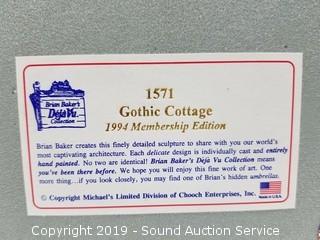 1571
Gothic Cottage
1994 Membership Edition
Brian Baker's
Déjà Vu
Collection
Brian Baker creates this finely detailed sculpture to share with you our world's
most captivating architecture. Each delicate design is individually cast and entirely
hand painted. No two are identical! Brian Baker's Déjà Vu Collection means
you've been there before. We hope you will enjoy this fine work of art. One
more thing...if you look closely, you may find one of Brian's hidden umbrellas.
© Copyright Michael's Limited Division of Chooch Enterprises, Inc.
Made in U.S.A.
Copyright 2019 - Sound Auction Service